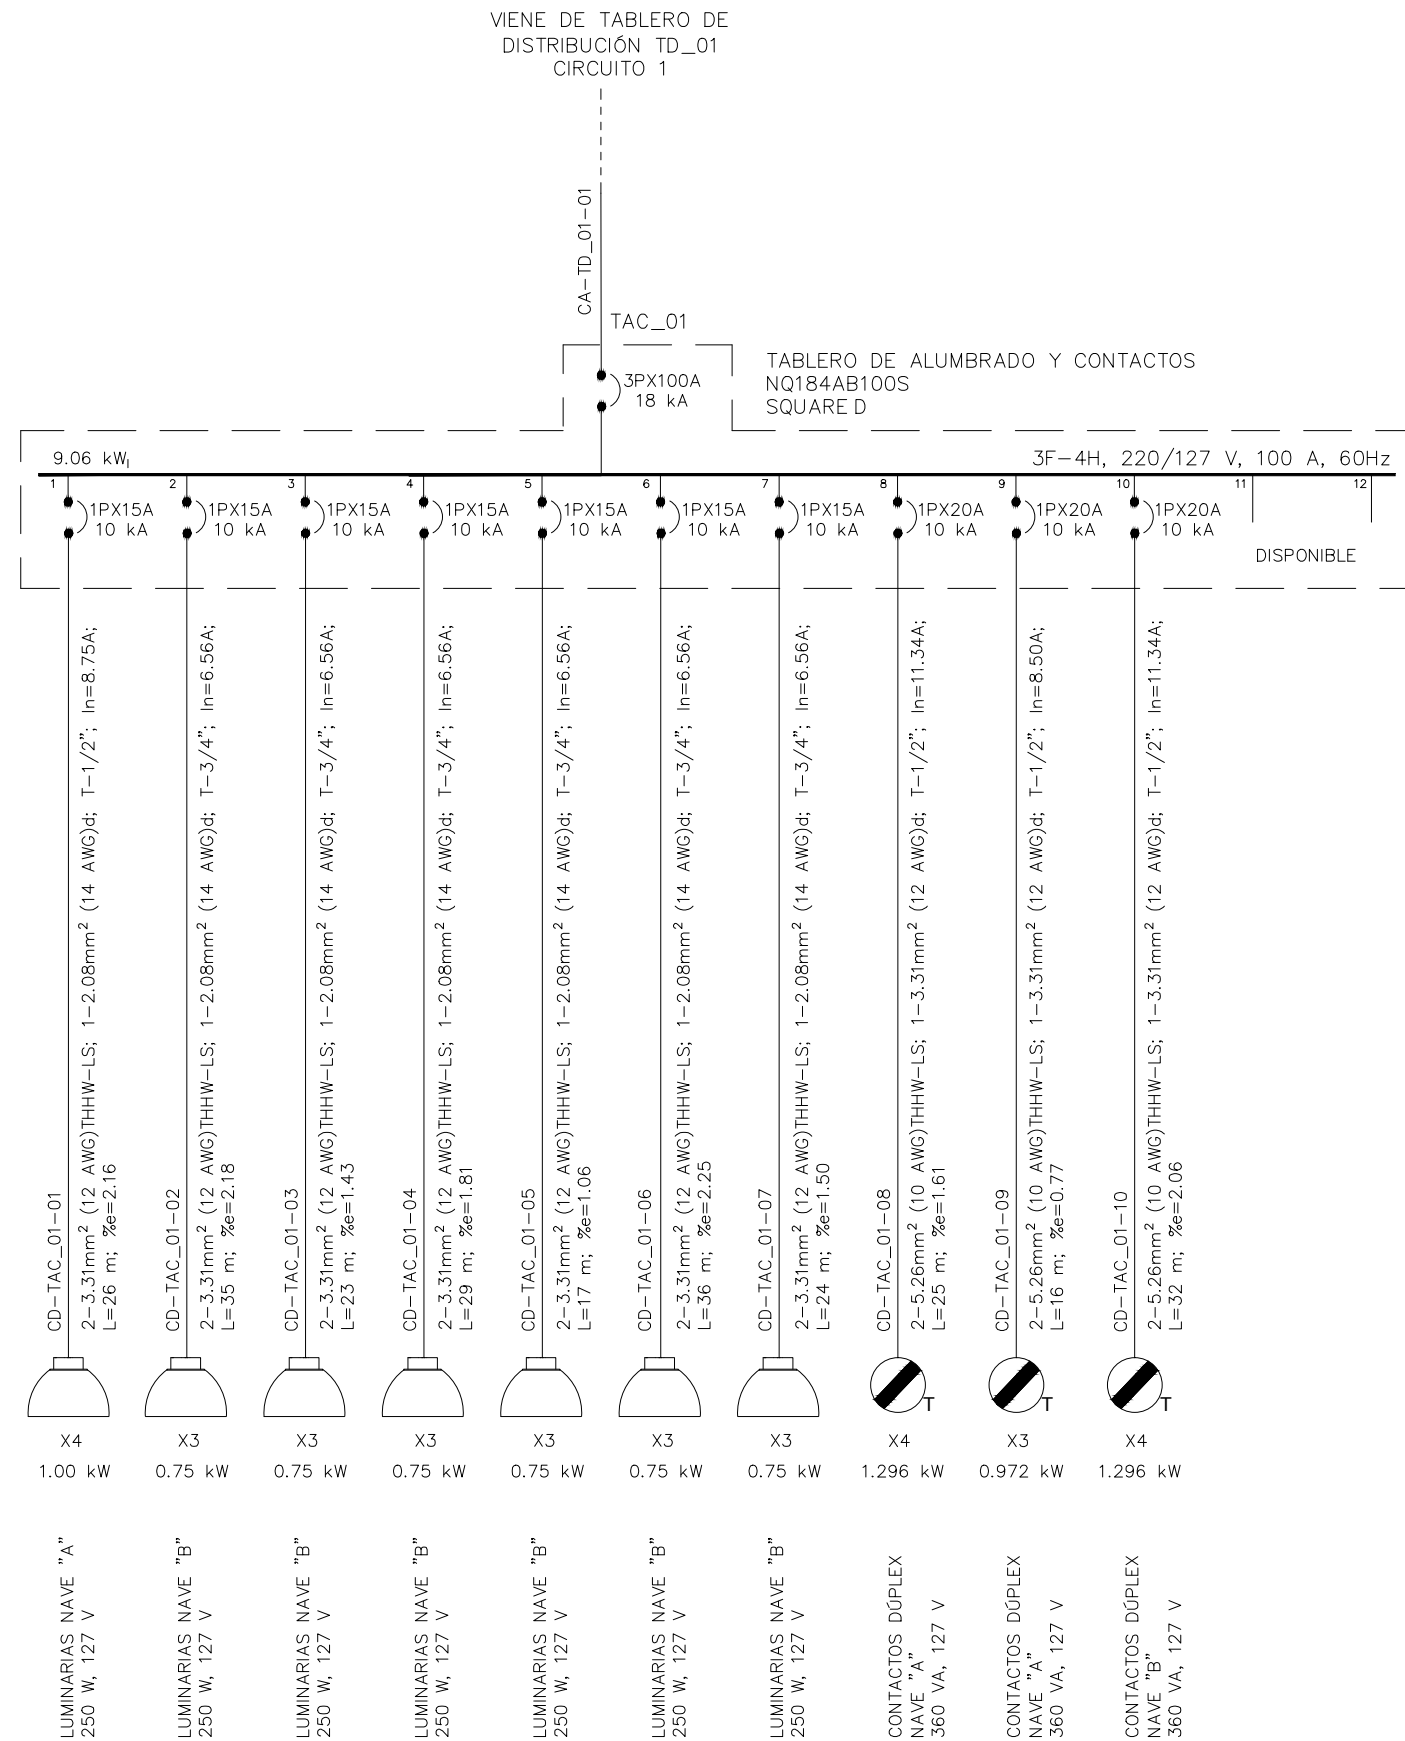 VIENE DE TABLERO DE
DISTRIBUCIÓN TD_01
CIRCUITO 1
CA-TD_01-01
TAC_01
3PX100A
18 kA
TABLERO DE ALUMBRADO Y CONTACTOS
NQ184AB100S
SQUARE D
9.06 kW
3F-4H, 220/127 V, 100 A, 60Hz
1
2
3
4
5
6
7
8
9
10
11
12
1PX15A
10 kA
1PX15A
10 kA
1PX15A
10 kA
1PX15A
10 kA
1PX15A
10 kA
1PX15A
10 kA
1PX15A
10 kA
1PX20A
10 kA
1PX20A
10 kA
1PX20A
10 kA
DISPONIBLE
CD-TAC_01-01
2-3.31mm² (12 AWG)THHW-LS; 1-2.08mm² (14 AWG)d; T-1/2"; In=8.75A;
L=26 m; %e=2.16
CD-TAC_01-02
2-3.31mm² (12 AWG)THHW-LS; 1-2.08mm² (14 AWG)d; T-3/4"; In=6.56A;
L=35 m; %e=2.18
CD-TAC_01-03
2-3.31mm² (12 AWG)THHW-LS; 1-2.08mm² (14 AWG)d; T-3/4"; In=6.56A;
L=23 m; %e=1.43
CD-TAC_01-04
2-3.31mm² (12 AWG)THHW-LS; 1-2.08mm² (14 AWG)d; T-3/4"; In=6.56A;
L=29 m; %e=1.81
CD-TAC_01-05
2-3.31mm² (12 AWG)THHW-LS; 1-2.08mm² (14 AWG)d; T-3/4"; In=6.56A;
L=17 m; %e=1.06
CD-TAC_01-06
2-3.31mm² (12 AWG)THHW-LS; 1-2.08mm² (14 AWG)d; T-3/4"; In=6.56A;
L=36 m; %e=2.25
CD-TAC_01-07
2-3.31mm² (12 AWG)THHW-LS; 1-2.08mm² (14 AWG)d; T-3/4"; In=6.56A;
L=24 m; %e=1.50
CD-TAC_01-08
2-5.26mm² (10 AWG)THHW-LS; 1-3.31mm² (12 AWG)d; T-1/2"; In=11.34A;
L=25 m; %e=1.61
CD-TAC_01-09
2-5.26mm² (10 AWG)THHW-LS; 1-3.31mm² (12 AWG)d; T-1/2"; In=8.50A;
L=16 m; %e=0.77
CD-TAC_01-10
2-5.26mm² (10 AWG)THHW-LS; 1-3.31mm² (12 AWG)d; T-1/2"; In=11.34A;
L=32 m; %e=2.06
T
T
T
X4
X3
X3
X3
X3
X3
X3
X4
X3
X4
1.00 kW
0.75 kW
0.75 kW
0.75 kW
0.75 kW
0.75 kW
0.75 kW
1.296 kW
0.972 kW
1.296 kW
LUMINARIAS NAVE "A"
250 W, 127 V
LUMINARIAS NAVE "B"
250 W, 127 V
LUMINARIAS NAVE "B"
250 W, 127 V
LUMINARIAS NAVE "B"
250 W, 127 V
LUMINARIAS NAVE "B"
250 W, 127 V
LUMINARIAS NAVE "B"
250 W, 127 V
LUMINARIAS NAVE "B"
250 W, 127 V
CONTACTOS DÚPLEX
NAVE "A"
360 VA, 127 V
CONTACTOS DÚPLEX
NAVE "A"
360 VA, 127 V
CONTACTOS DÚPLEX
NAVE "B"
360 VA, 127 V